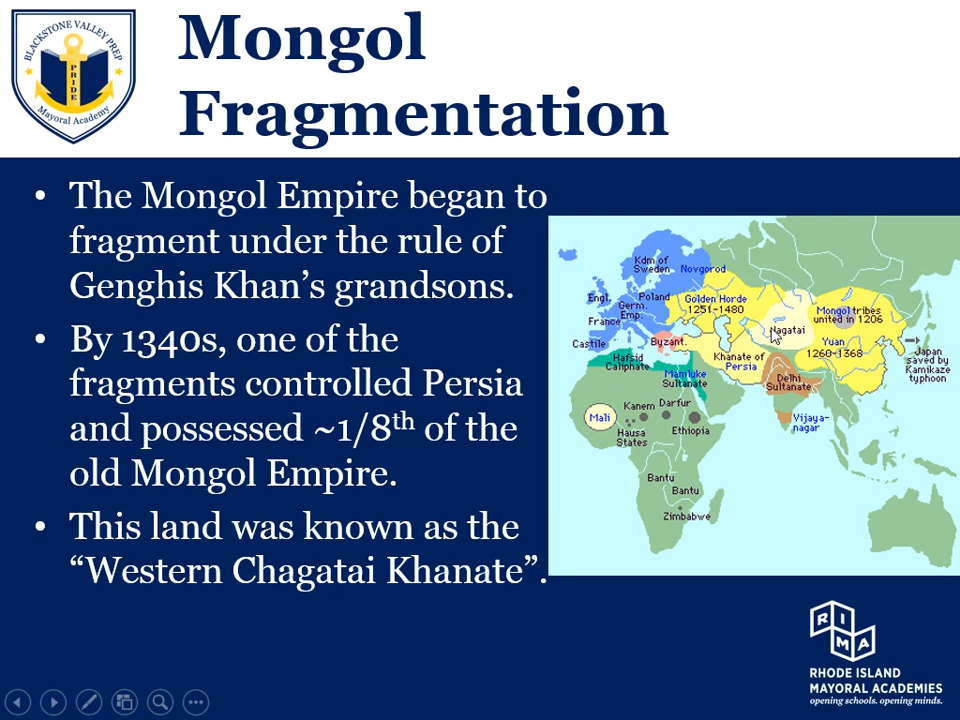 BLACKSTONE VALLEY PREP
PRIDE
Mayoral Academy
Mongol
Fragmentation
• The Mongol Empire began to
fragment under the rule of
Genghis Khan’s grandsons.
• By 1340s, one of the
fragments controlled Persia
and possessed ~1/8th of the
old Mongol Empire.
• This land was known as the
“Western Chagatai Khanate”.
Kdm of
Sweden
Novgorod
Engl.
Poland
Germ.
Emp.
France
Golden Horde
1251-1480
Castile
Byzant.
Nagatai
Mongol tribes
united in 1206
Yuan
1260-1368
Hafsid
Caliphate
Mamluke
Sultanate
Khanate of
Persia
Delhi
Sultanate
Japan
saved by
Kamikaze
typhoon
Mali
Kanem
Darfur
Hausa
States
Ethiopia
Vijaya-
nagar
Bantu
Bantu
Zimbabwe
RIMA
RHODE ISLAND
MAYORAL ACADEMIES
opening schools. opening minds.